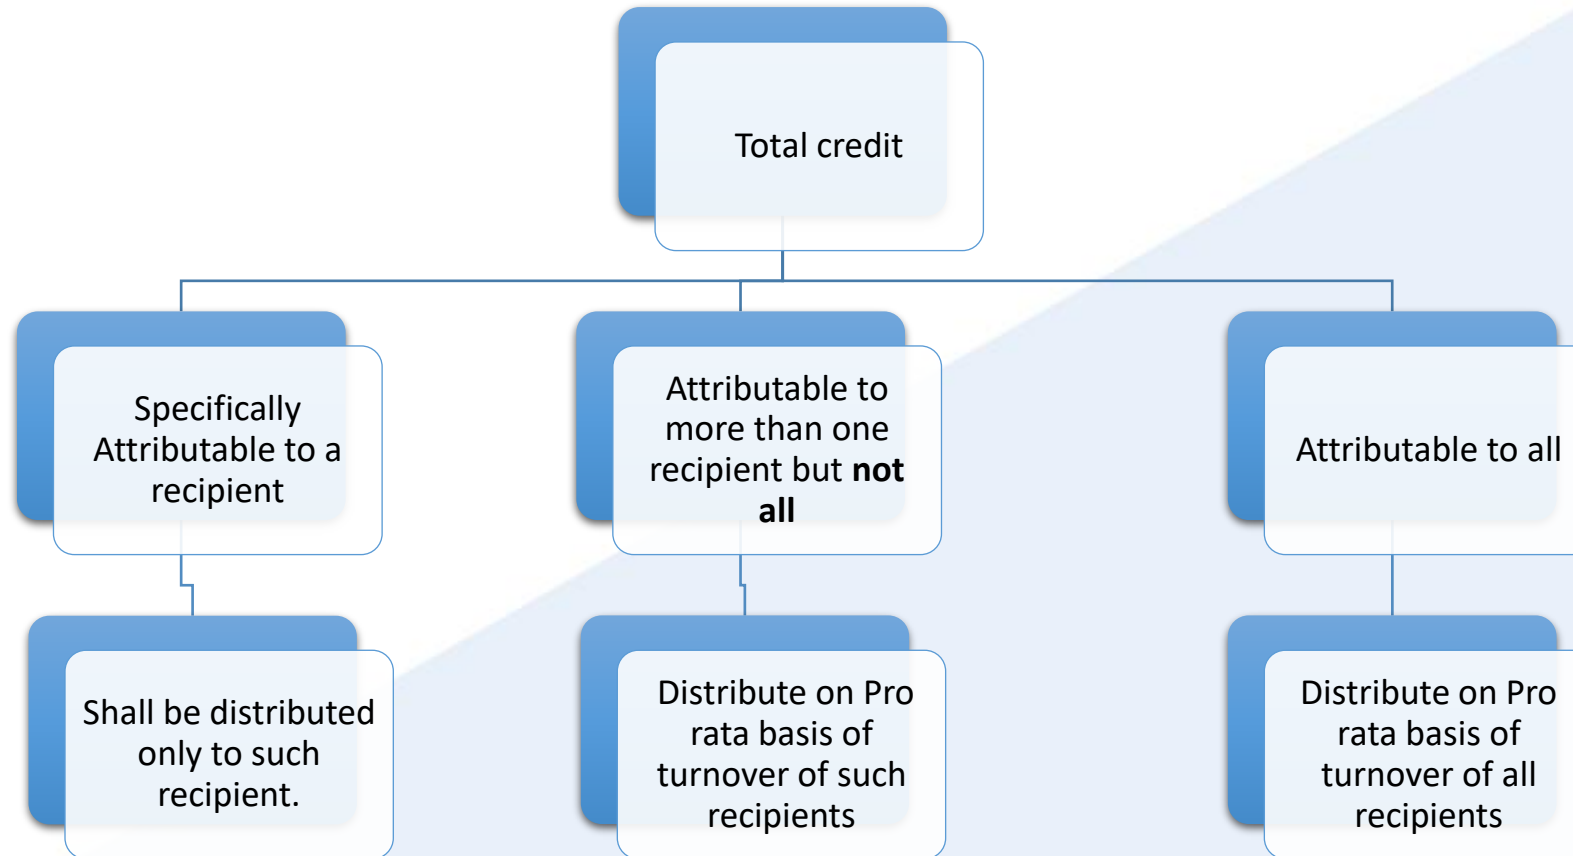 Total credit
Specifically
Attributable to a
recipient
Attributable to
more than one
recipient but not
all
Attributable to all
Shall be distributed
only to such
recipient.
Distribute on Pro
rata basis of
turnover of such
recipients
Distribute on Pro
rata basis of
turnover of all
recipients